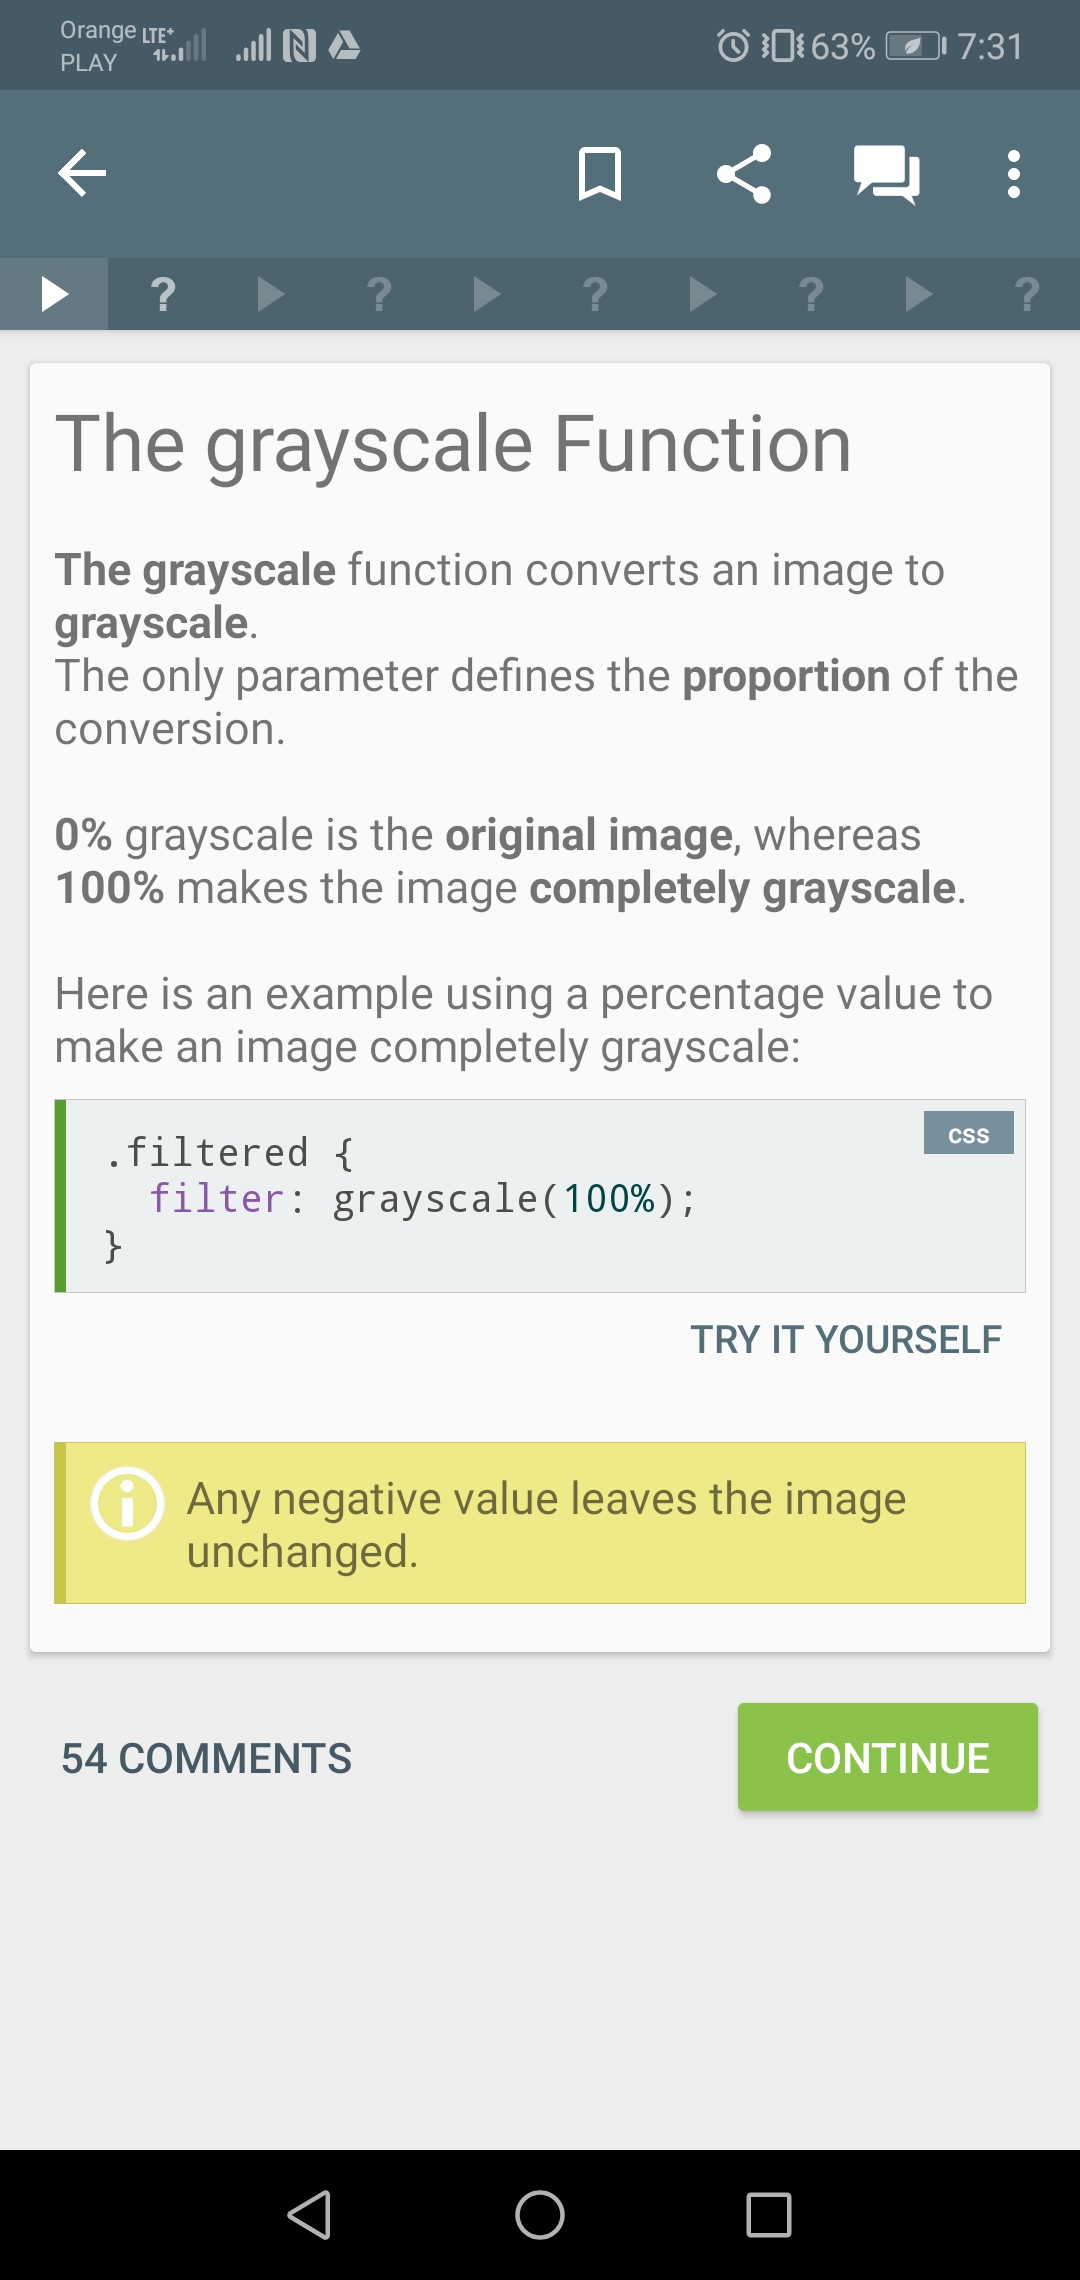 Orange LTE+
PLAY
63% 7:31
? ? ? ? ?
The grayscale Function
The grayscale function converts an image to
grayscale.
The only parameter defines the proportion of the
conversion.
0% grayscale is the original image, whereas
100% makes the image completely grayscale.
Here is an example using a percentage value to
make an image completely grayscale:
css
.filtered {
filter: grayscale(100%);
}
TRY IT YOURSELF
Any negative value leaves the image
unchanged.
54 COMMENTS
CONTINUE